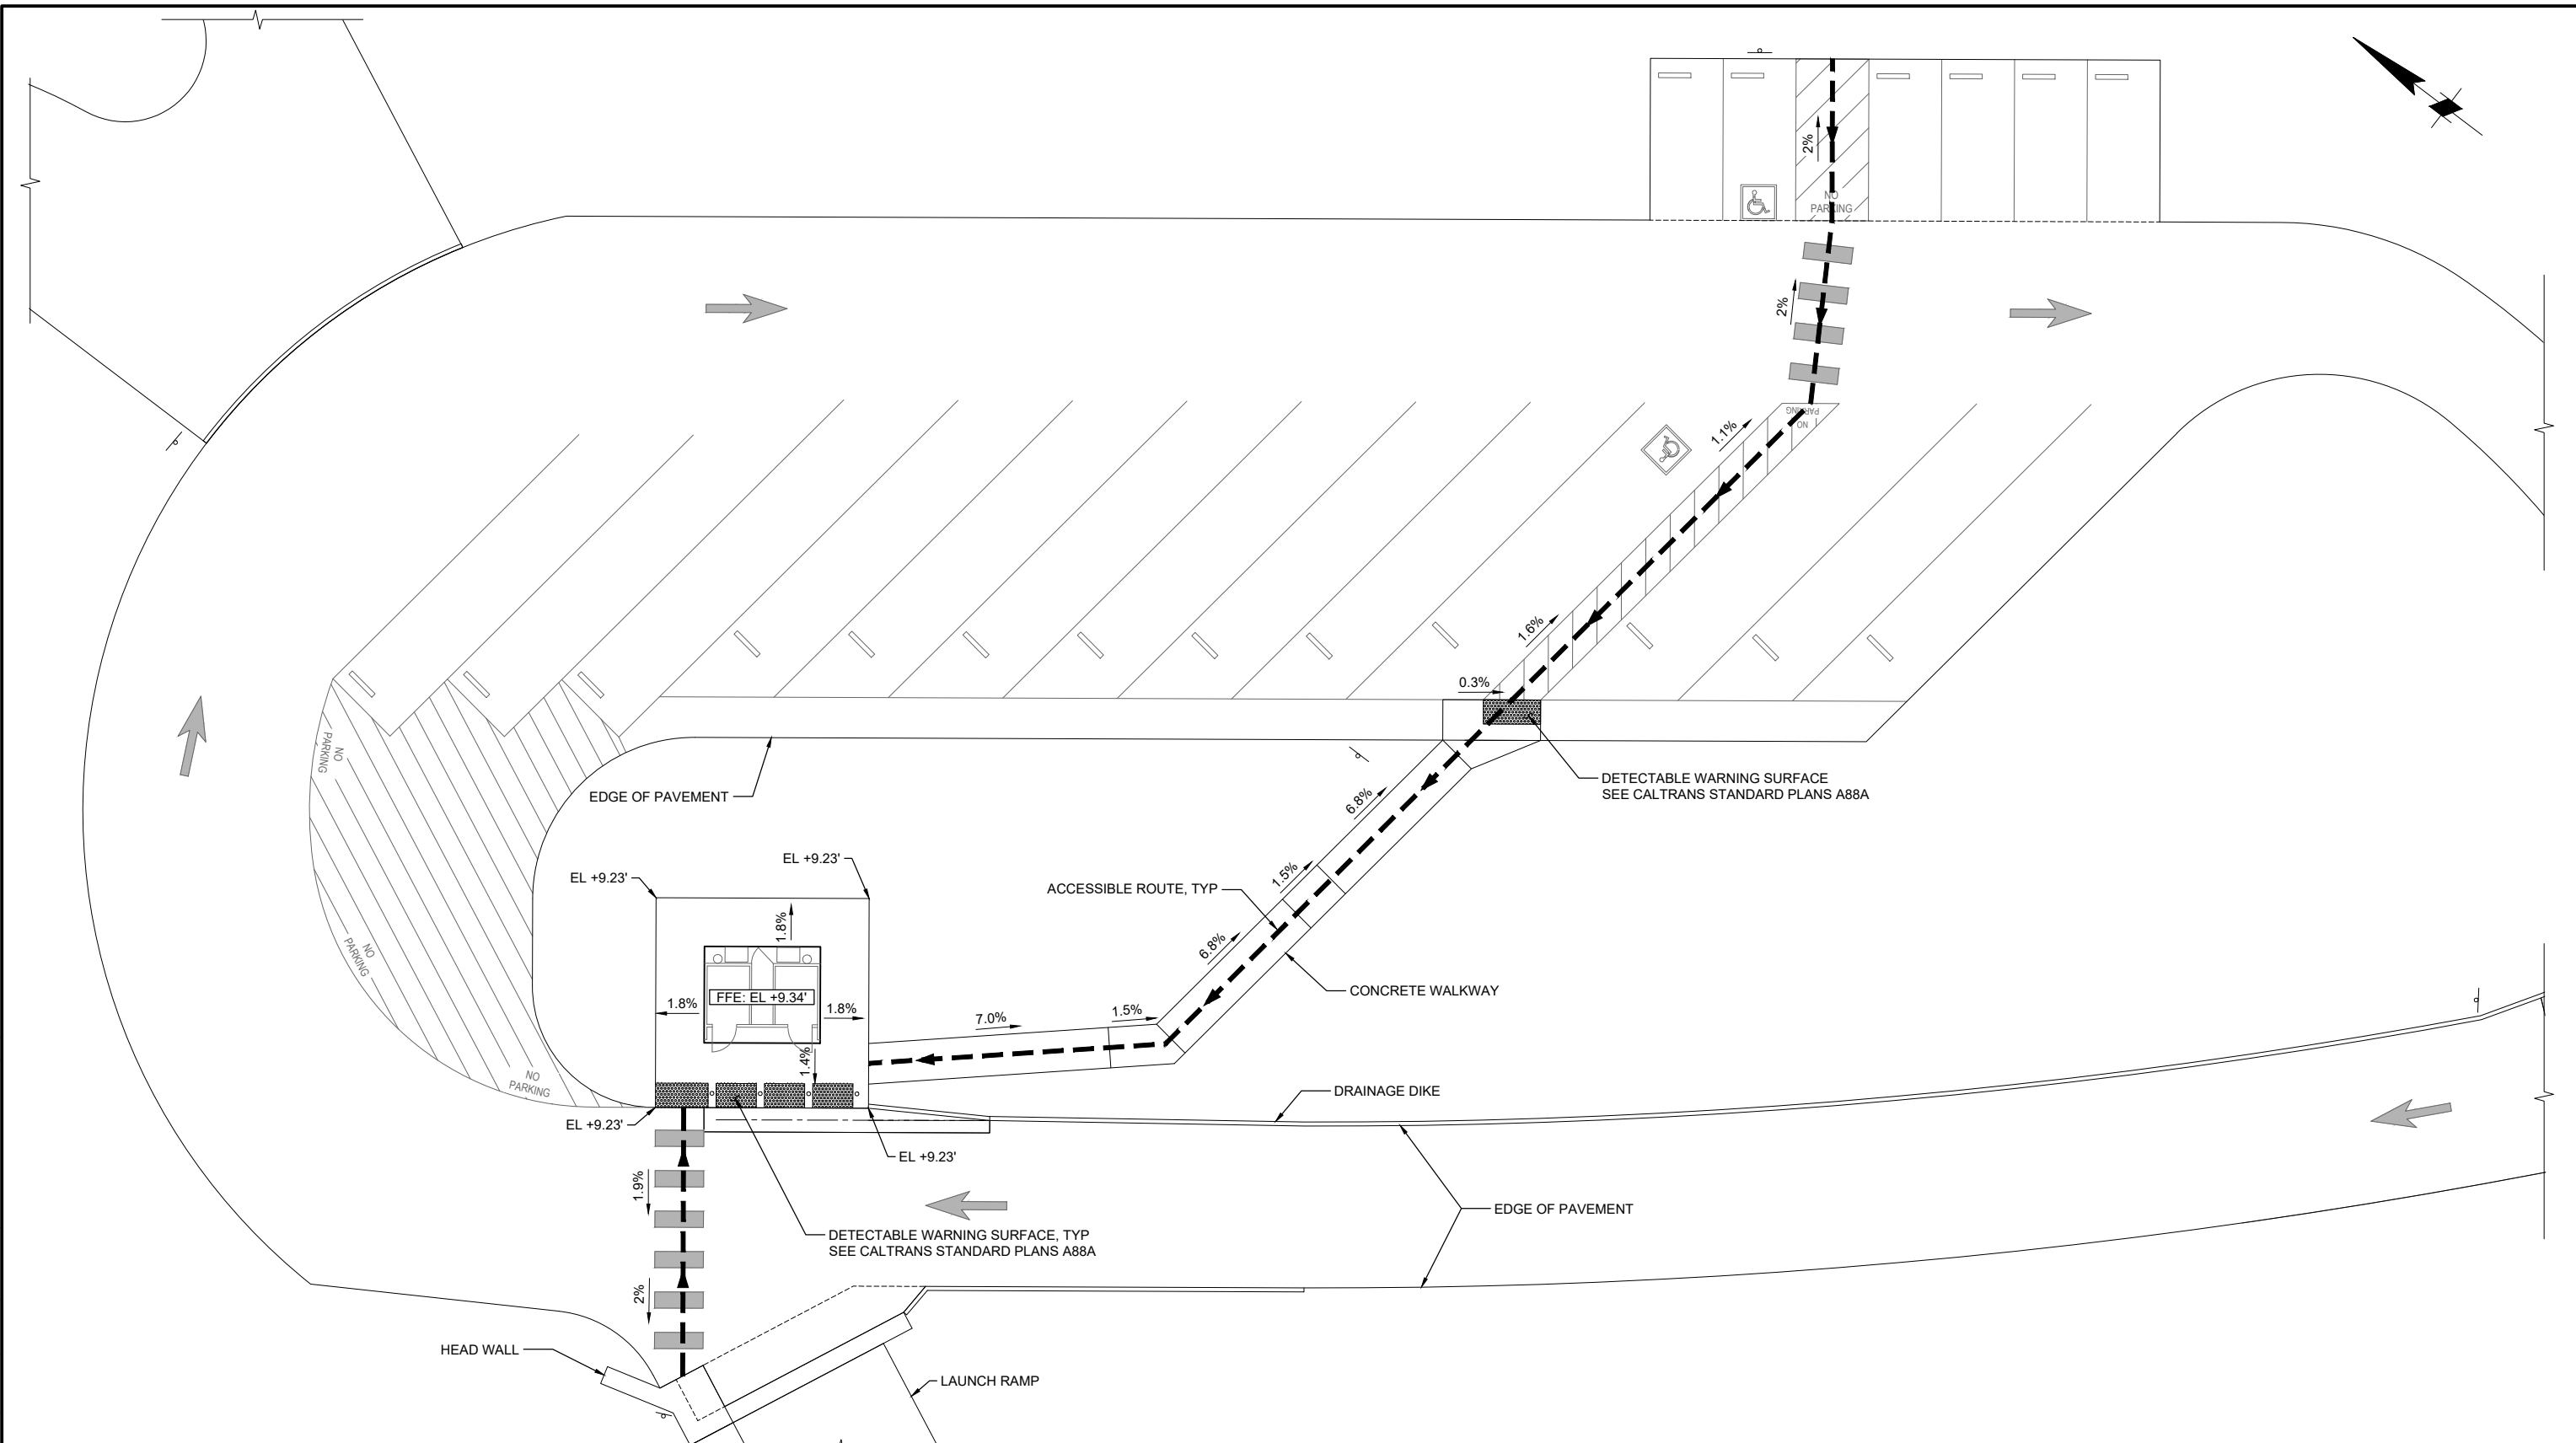 2%
NO
PARKING
2%
NO
PARKING
1.1%
1.6%
0.3%
NO
PARKING
DETECTABLE WARNING SURFACE
SEE CALTRANS STANDARD PLANS A88A
EDGE OF PAVEMENT
6.8%
EL +9.23'
EL +9.23'
1.5%
ACCESSIBLE ROUTE, TYP
1.8%
6.8%
NO
PARKING
CONCRETE WALKWAY
FFE: EL +9.34'
1.8%
1.8%
7.0%
1.5%
1.4%
NO
PARKING
DRAINAGE DIKE
EL +9.23'
EL +9.23'
1.9%
EDGE OF PAVEMENT
DETECTABLE WARNING SURFACE, TYP
SEE CALTRANS STANDARD PLANS A88A
2%
HEAD WALL
LAUNCH RAMP